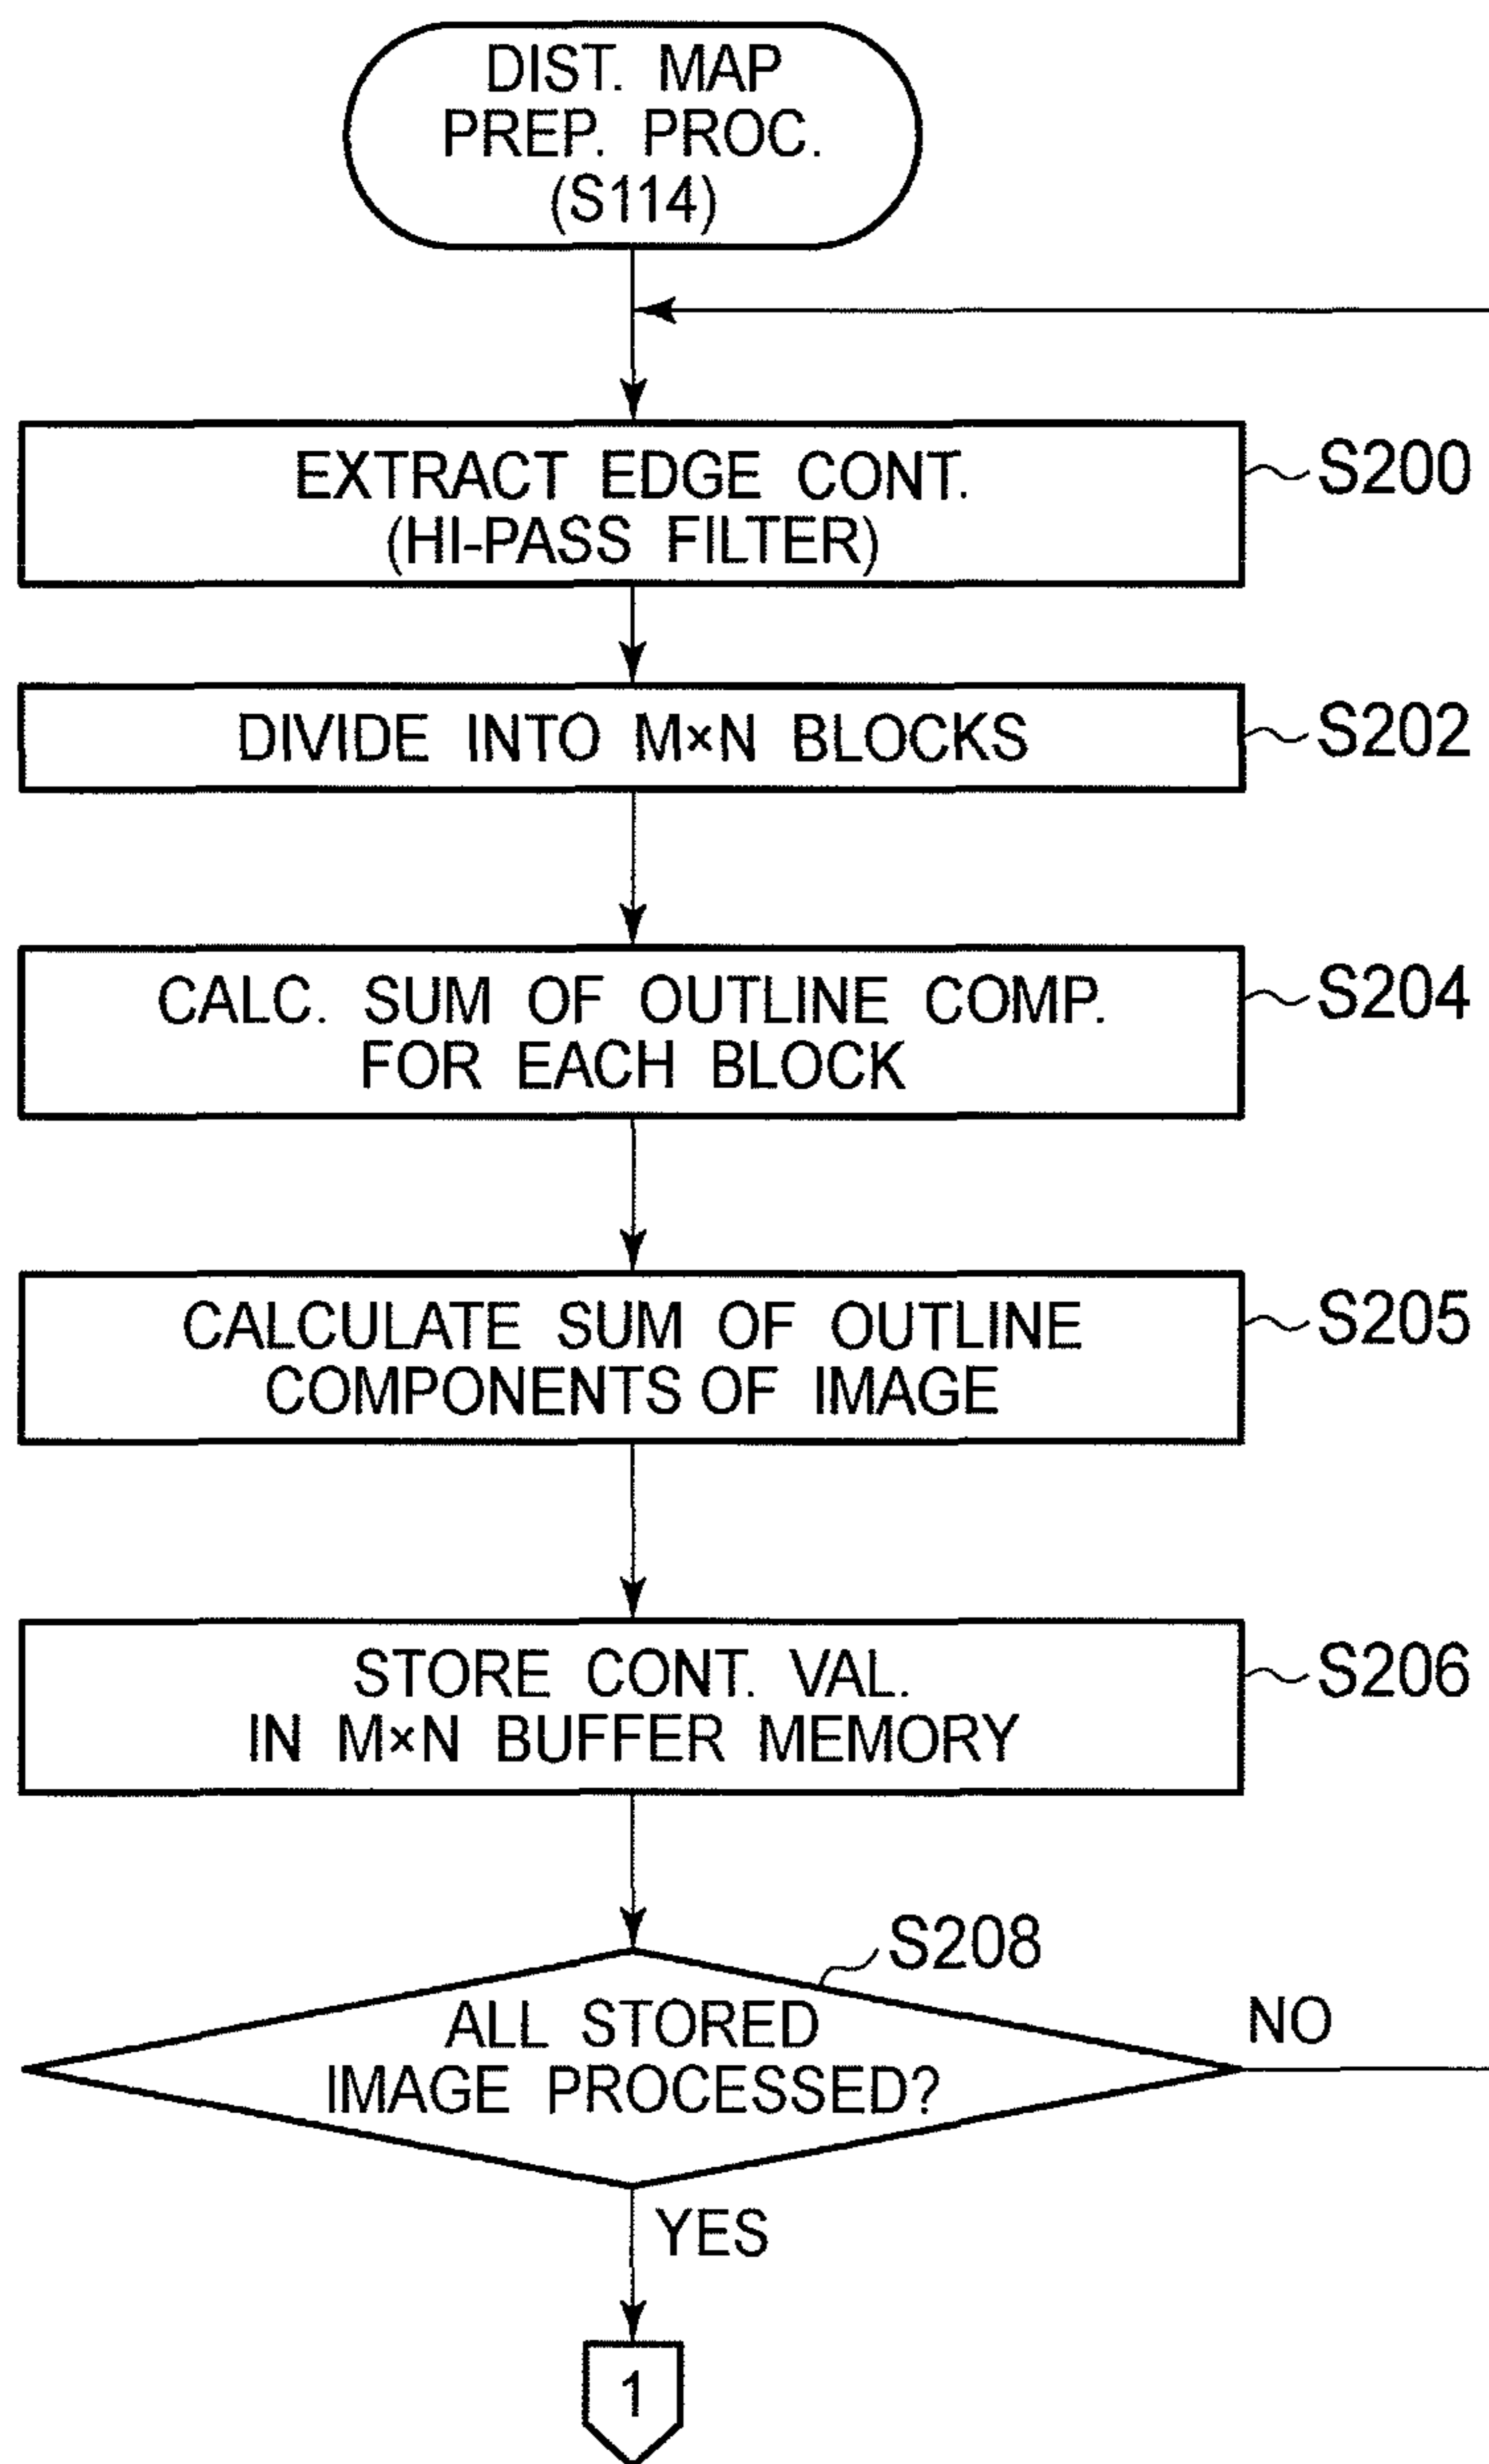 DIST. MAP
PREP. PROC.
(S114)
EXTRACT EDGE CONT.
(HI-PASS FILTER)
S200
DIVIDE INTO M×N BLOCKS
S202
CALC. SUM OF OUTLINE COMP.
FOR EACH BLOCK
S204
CALCULATE SUM OF OUTLINE
COMPONENTS OF IMAGE
S205
STORE CONT. VAL.
IN M×N BUFFER MEMORY
S206
S208
ALL STORED
IMAGE PROCESSED?
NO
YES
1